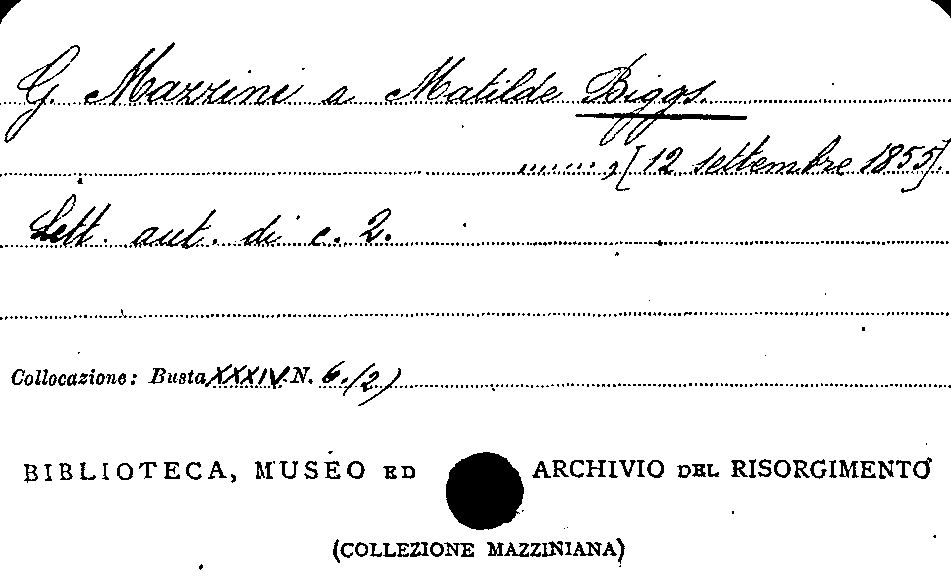 G. Mazzini a Matilde Biggs.
......., [12 settembre 1855].
Lett. aut. di c. 2.
Collocazione: Busta XXXIV N. 6./2)
BIBLIOTECA, MUSEO ED ARCHIVIO DEL RISORGIMENTO
(COLLEZIONE MAZZINIANA)